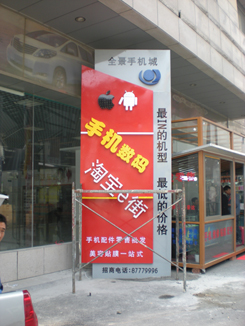 全景手机城
手机数码
淘宝e街
最IN的机型 最低的价格
手机配件零售批发
美容贴膜一站式
招商电话:87779996